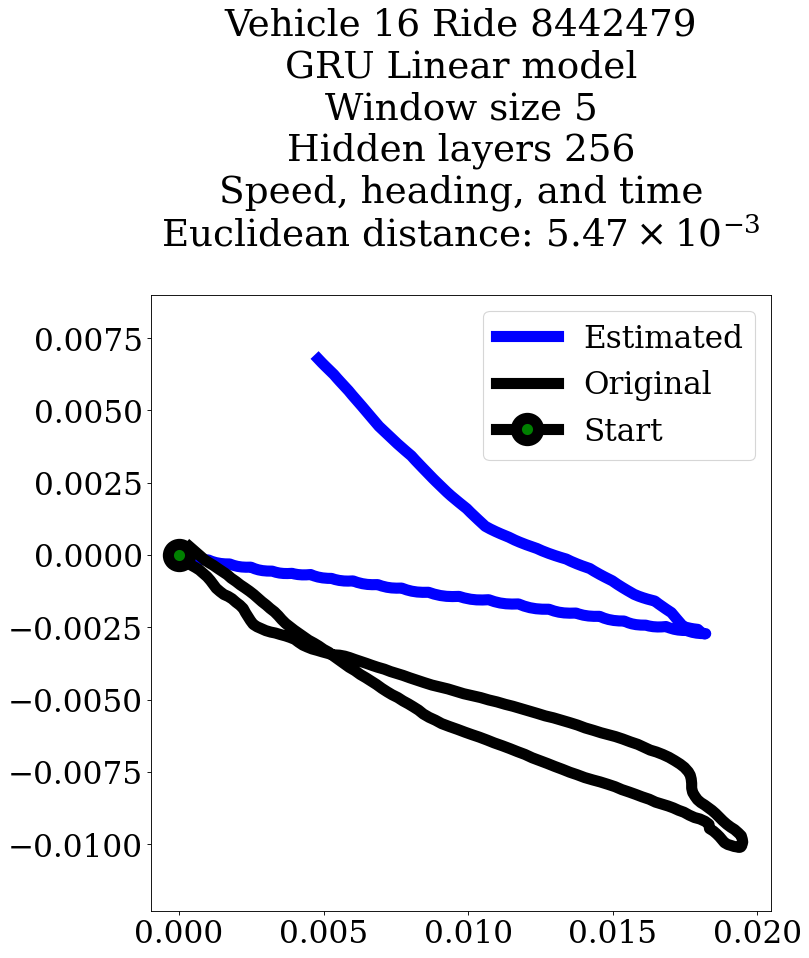 Vehicle 16 Ride 8442479
GRU Linear model
Window size 5
Hidden layers 256
Speed, heading, and time
Euclidean distance: 5.47 × 10⁻³
Estimated
Original
Start
0.0075
0.0050
0.0025
0.0000
−0.0025
−0.0050
−0.0075
−0.0100
0.000 0.005 0.010 0.015 0.020